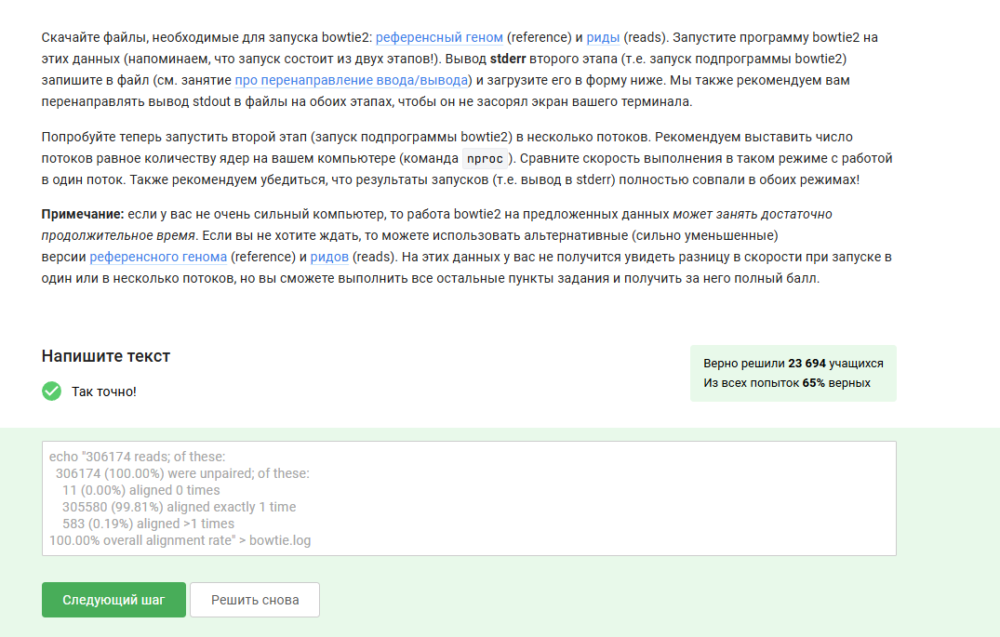 Скачайте файлы, необходимые для запуска bowtie2: референсный геном (reference) и риды (reads). Запустите программу bowtie2 на
этих данных (напоминаем, что запуск состоит из двух этапов!). Вывод stderr второго этапа (т.е. запуск подпрограммы bowtie2)
запишите в файл (см. занятие про перенаправление ввода/вывода) и загрузите его в форму ниже. Мы также рекомендуем вам
перенаправлять вывод stdout в файлы на обоих этапах, чтобы он не засорял экран вашего терминала.
Попробуйте теперь запустить второй этап (запуск подпрограммы bowtie2) в несколько потоков. Рекомендуем выставить число
потоков равное количеству ядер на вашем компьютере (команда nproc ). Сравните скорость выполнения в таком режиме с работой
в один поток. Также рекомендуем убедиться, что результаты запусков (т.е. вывод в stderr) полностью совпали в обоих режимах!
Примечание: если у вас не очень сильный компьютер, то работа bowtie2 на предложенных данных может занять достаточно
продолжительное время. Если вы не хотите ждать, то можете использовать альтернативные (сильно уменьшенные)
версии референсного генома (reference) и ридов (reads). На этих данных у вас не получится увидеть разницу в скорости при запуске в
один или в несколько потоков, но вы сможете выполнить все остальные пункты задания и получить за него полный балл.
Напишите текст
Так точно!
Верно решили 23 694 учащихся
Из всех попыток 65% верных
echo "306174 reads; of these:
306174 (100.00%) were unpaired; of these:
11 (0.00%) aligned 0 times
305580 (99.81%) aligned exactly 1 time
583 (0.19%) aligned >1 times
100.00% overall alignment rate" > bowtie.log
Следующий шаг
Решить снова